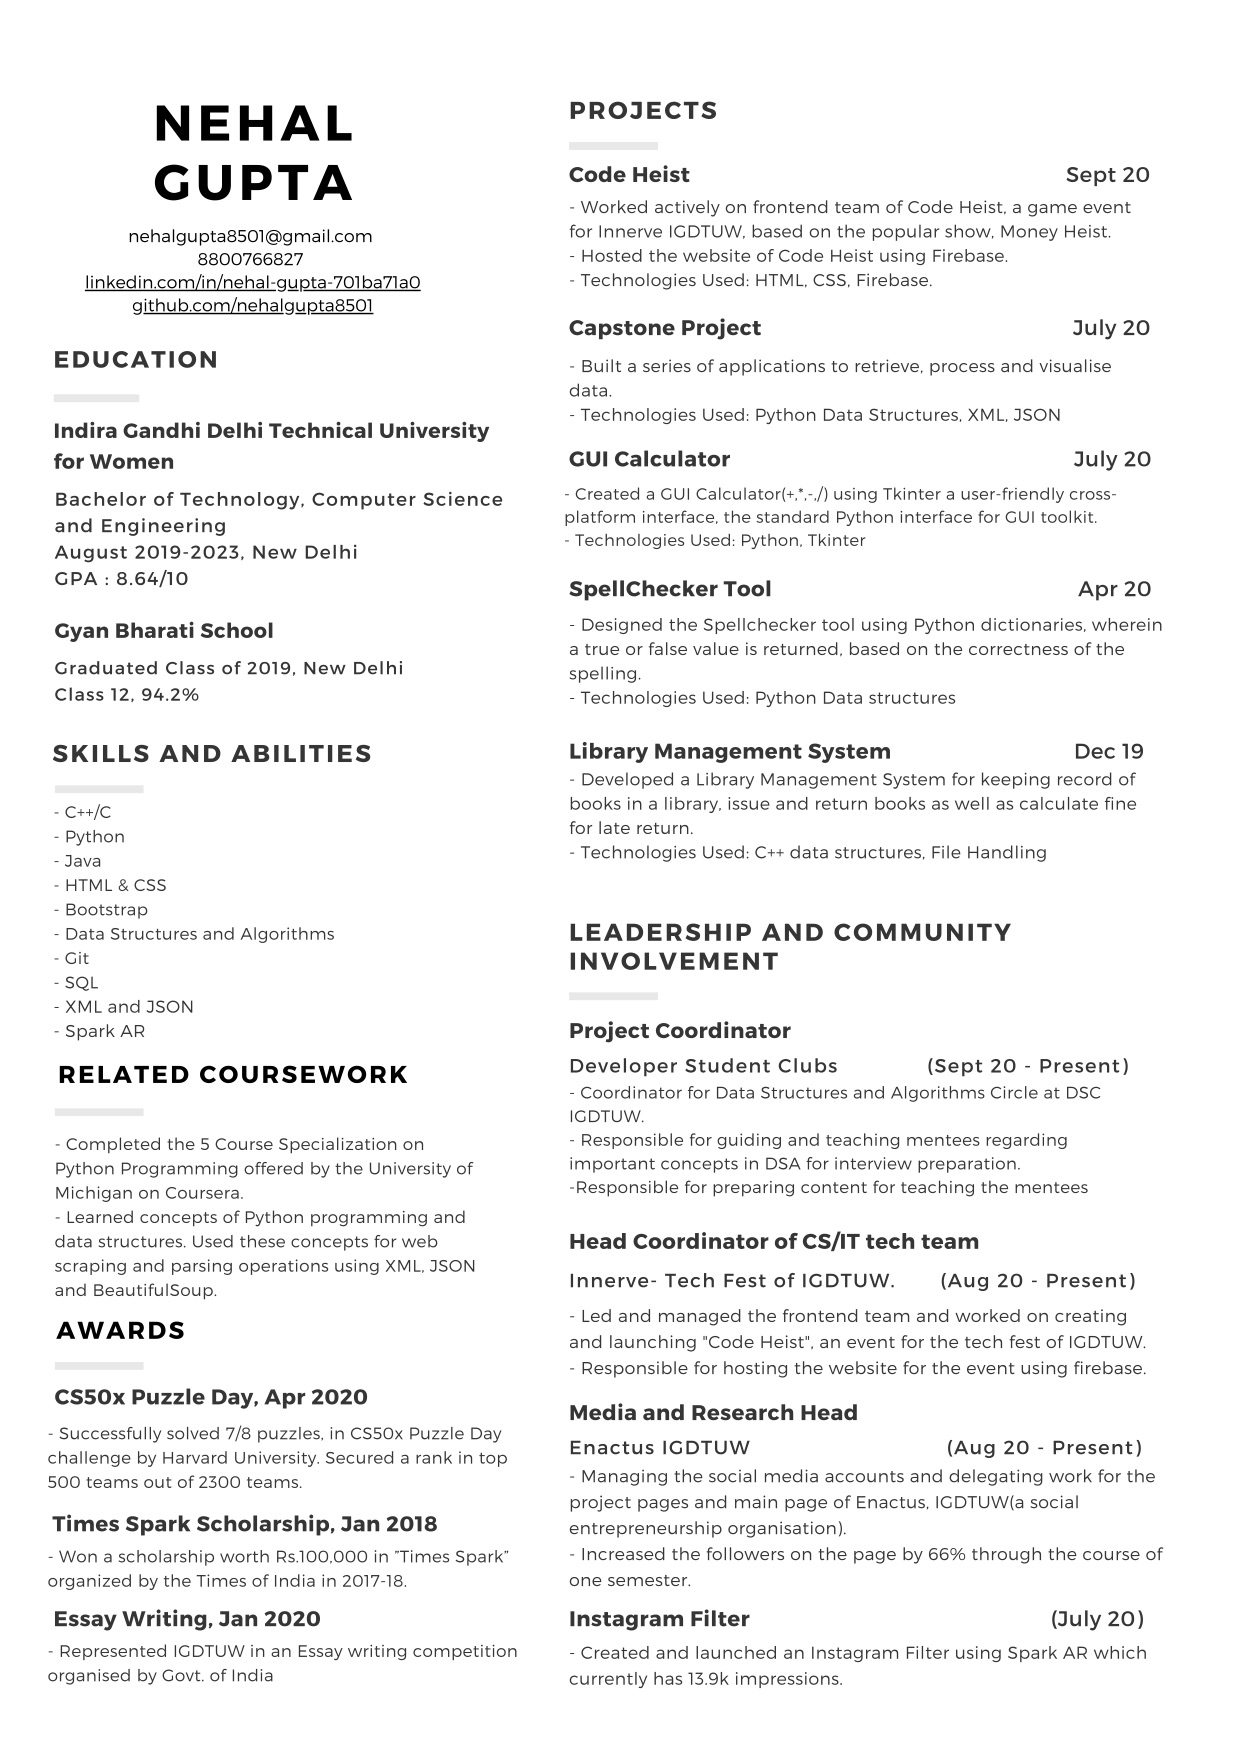 NEHAL
GUPTA
nehalgupta8501@gmail.com
8800766827
linkedin.com/in/nehal-gupta-701ba71a0
github.com/nehalgupta8501
EDUCATION
Indira Gandhi Delhi Technical University
for Women
Bachelor of Technology, Computer Science
and Engineering
August 2019-2023, New Delhi
GPA : 8.64/10
Gyan Bharati School
Graduated Class of 2019, New Delhi
Class 12, 94.2%
SKILLS AND ABILITIES
- C++/C
- Python
- Java
- HTML & CSS
- Bootstrap
- Data Structures and Algorithms
- Git
- SQL
- XML and JSON
- Spark AR
RELATED COURSEWORK
- Completed the 5 Course Specialization on
Python Programming offered by the University of
Michigan on Coursera.
- Learned concepts of Python programming and
data structures. Used these concepts for web
scraping and parsing operations using XML, JSON
and BeautifulSoup.
AWARDS
CS50x Puzzle Day, Apr 2020
- Successfully solved 7/8 puzzles, in CS50x Puzzle Day
challenge by Harvard University. Secured a rank in top
500 teams out of 2300 teams.
Times Spark Scholarship, Jan 2018
- Won a scholarship worth Rs.100,000 in "Times Spark"
organized by the Times of India in 2017-18.
Essay Writing, Jan 2020
- Represented IGDTUW in an Essay writing competition
organised by Govt. of India
PROJECTS
Code Heist Sept 20
- Worked actively on frontend team of Code Heist, a game event
for Innerve IGDTUW, based on the popular show, Money Heist.
- Hosted the website of Code Heist using Firebase.
- Technologies Used: HTML, CSS, Firebase.
Capstone Project July 20
- Built a series of applications to retrieve, process and visualise
data.
- Technologies Used: Python Data Structures, XML, JSON
GUI Calculator July 20
- Created a GUI Calculator(+,*,-,/) using Tkinter a user-friendly cross-
platform interface, the standard Python interface for GUI toolkit.
- Technologies Used: Python, Tkinter
SpellChecker Tool Apr 20
- Designed the Spellchecker tool using Python dictionaries, wherein
a true or false value is returned, based on the correctness of the
spelling.
- Technologies Used: Python Data structures
Library Management System Dec 19
- Developed a Library Management System for keeping record of
books in a library, issue and return books as well as calculate fine
for late return.
- Technologies Used: C++ data structures, File Handling
LEADERSHIP AND COMMUNITY
INVOLVEMENT
Project Coordinator
Developer Student Clubs (Sept 20 - Present)
- Coordinator for Data Structures and Algorithms Circle at DSC
IGDTUW.
- Responsible for guiding and teaching mentees regarding
important concepts in DSA for interview preparation.
-Responsible for preparing content for teaching the mentees
Head Coordinator of CS/IT tech team
Innerve- Tech Fest of IGDTUW. (Aug 20 - Present)
- Led and managed the frontend team and worked on creating
and launching "Code Heist", an event for the tech fest of IGDTUW.
- Responsible for hosting the website for the event using firebase.
Media and Research Head
Enactus IGDTUW (Aug 20 - Present)
- Managing the social media accounts and delegating work for the
project pages and main page of Enactus, IGDTUW(a social
entrepreneurship organisation).
- Increased the followers on the page by 66% through the course of
one semester.
Instagram Filter (July 20)
- Created and launched an Instagram Filter using Spark AR which
currently has 13.9k impressions.